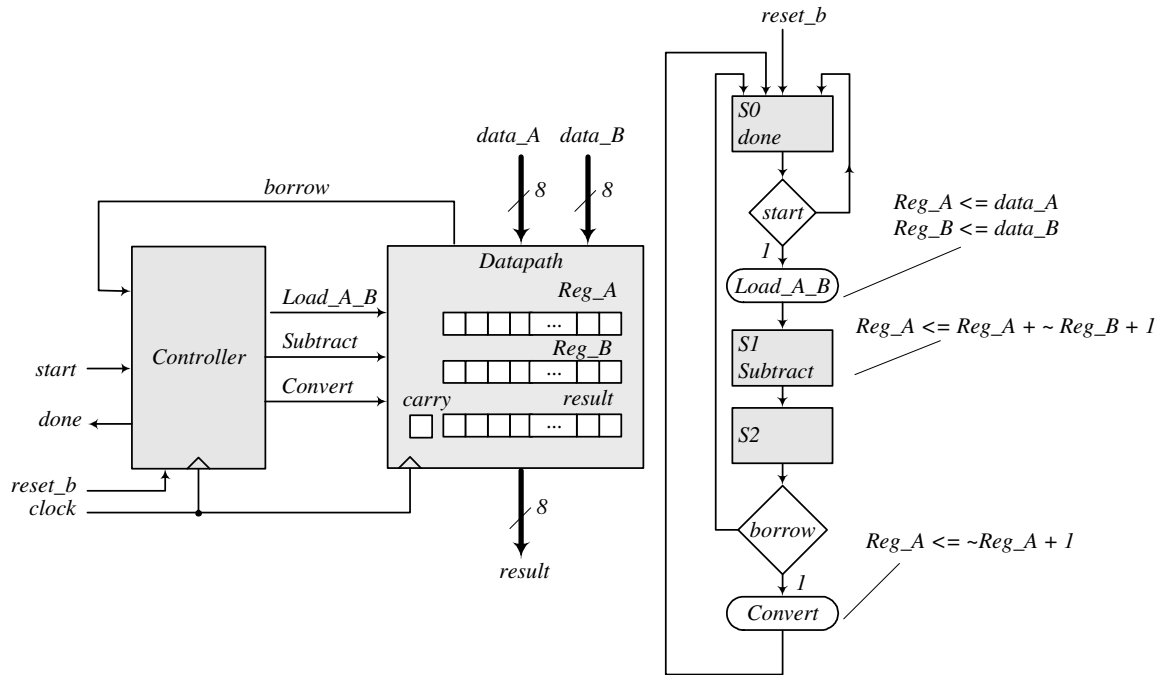 data_A
data_B
8
8
borrow
Datapath
Reg_A
...
Reg_B
...
carry
result
...
Controller
Load_A_B
Subtract
Convert
start
done
reset_b
clock
8
result
reset_b
S0
done
start
1
Load_A_B
Reg_A <= data_A
Reg_B <= data_B
S1
Subtract
Reg_A <= Reg_A + ~ Reg_B + 1
S2
borrow
1
Convert
Reg_A <= ~Reg_A + 1